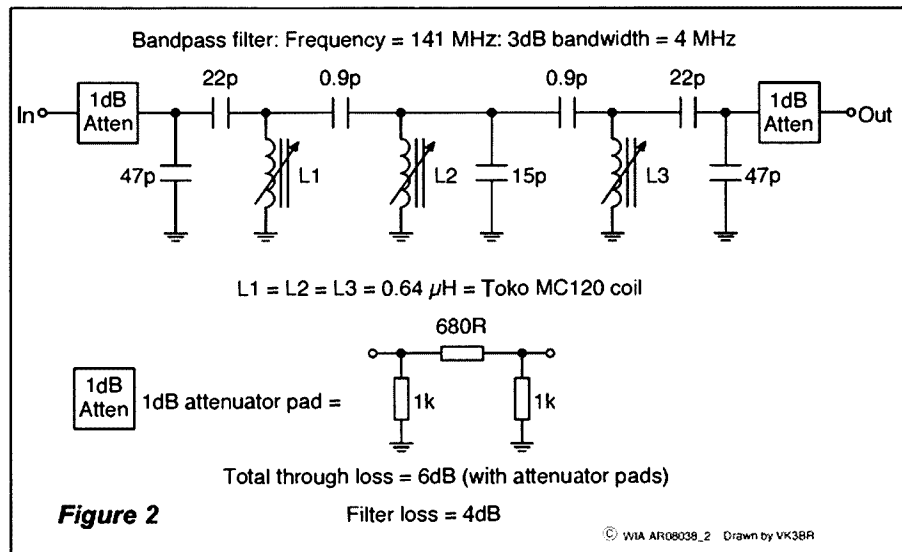 Bandpass filter: Frequency = 141 MHz: 3dB bandwidth = 4 MHz
22p 0.9p 0.9p 22p
In 1dB Atten 1dB Atten Out
47p L1 L2 15p L3 47p
L1 = L2 = L3 = 0.64 µH = Toko MC120 coil
680R
1dB Atten 1dB attenuator pad = 1k 1k
Total through loss = 6dB (with attenuator pads)
Figure 2 Filter loss = 4dB
© WIA AR08038_2 Drawn by VK3BR